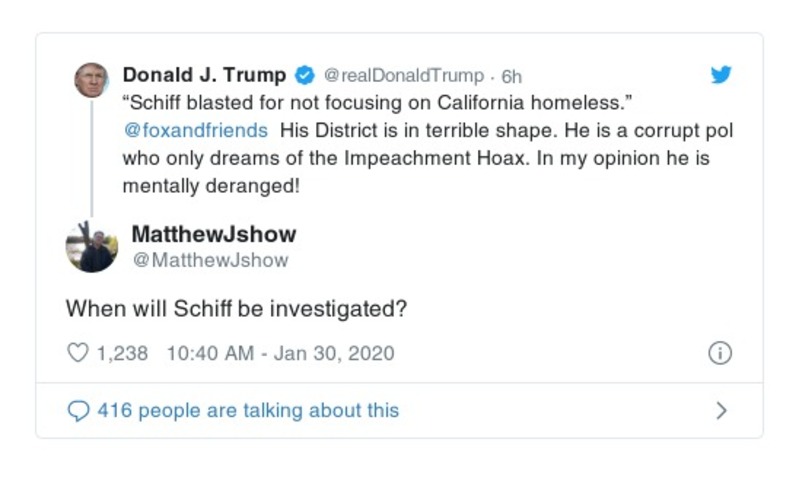 Donald J. Trump @realDonaldTrump · 6h
“Schiff blasted for not focusing on California homeless.”
@foxandfriends His District is in terrible shape. He is a corrupt pol
who only dreams of the Impeachment Hoax. In my opinion he is
mentally deranged!
MatthewJshow
@MatthewJshow
When will Schiff be investigated?
1,238 10:40 AM - Jan 30, 2020
416 people are talking about this